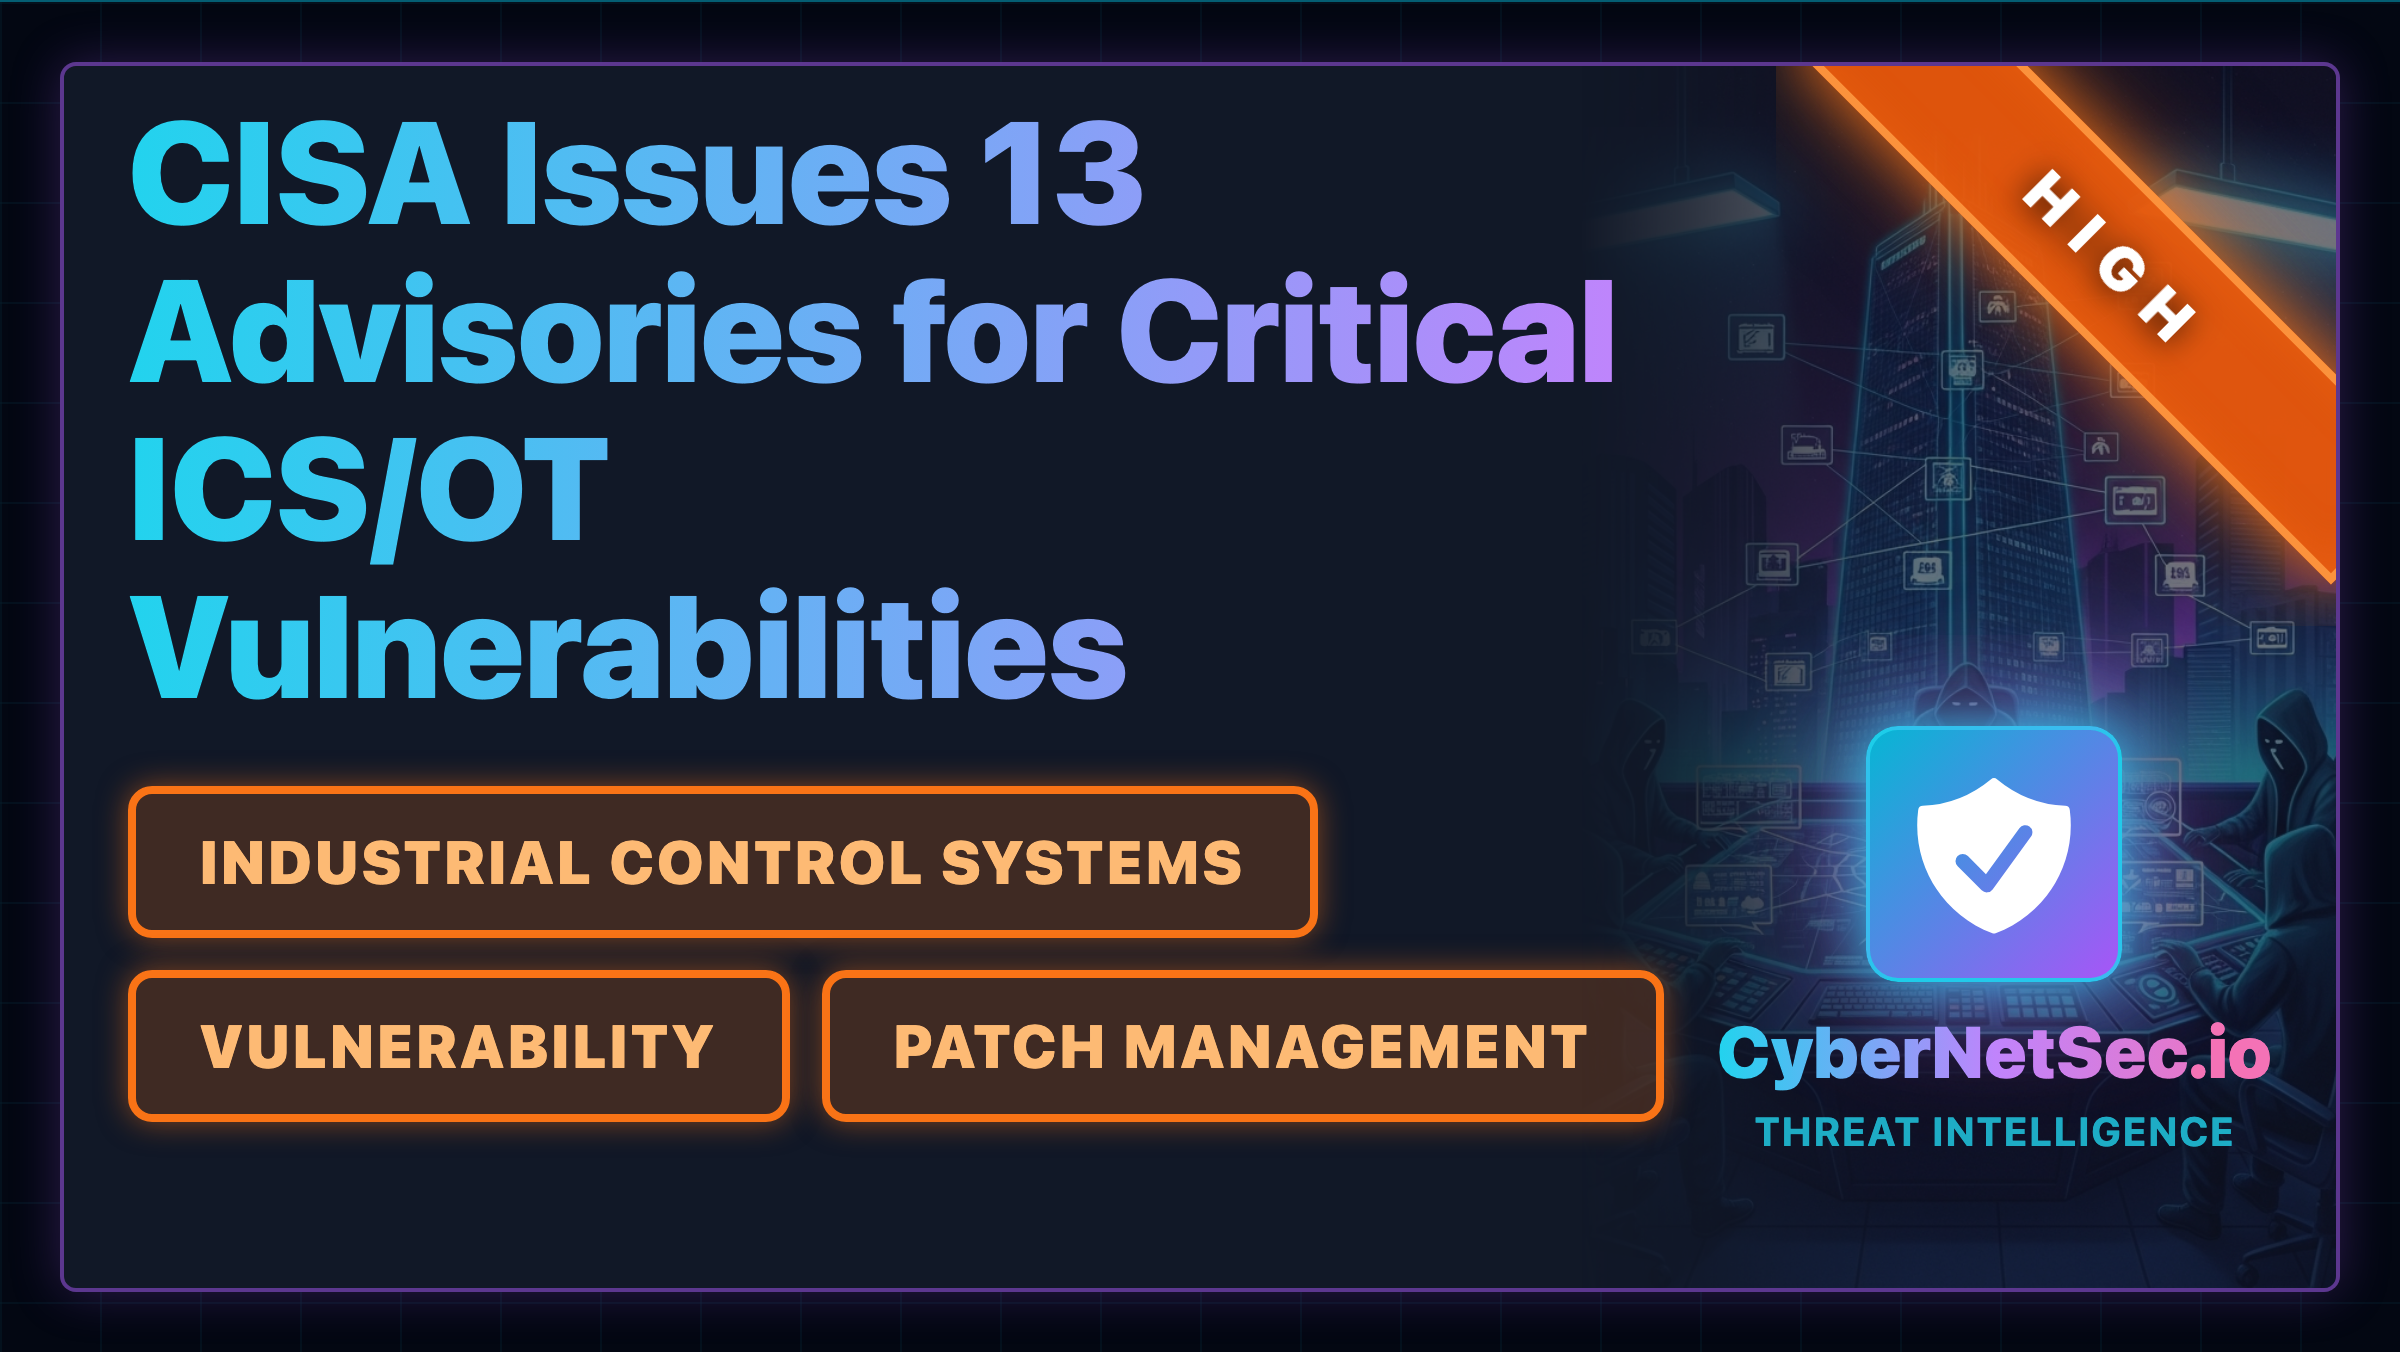 CISA Issues 13
Advisories for Critical
ICS/OT
Vulnerabilities
HIGH
INDUSTRIAL CONTROL SYSTEMS
VULNERABILITY
PATCH MANAGEMENT
CyberNetSec.io
THREAT INTELLIGENCE